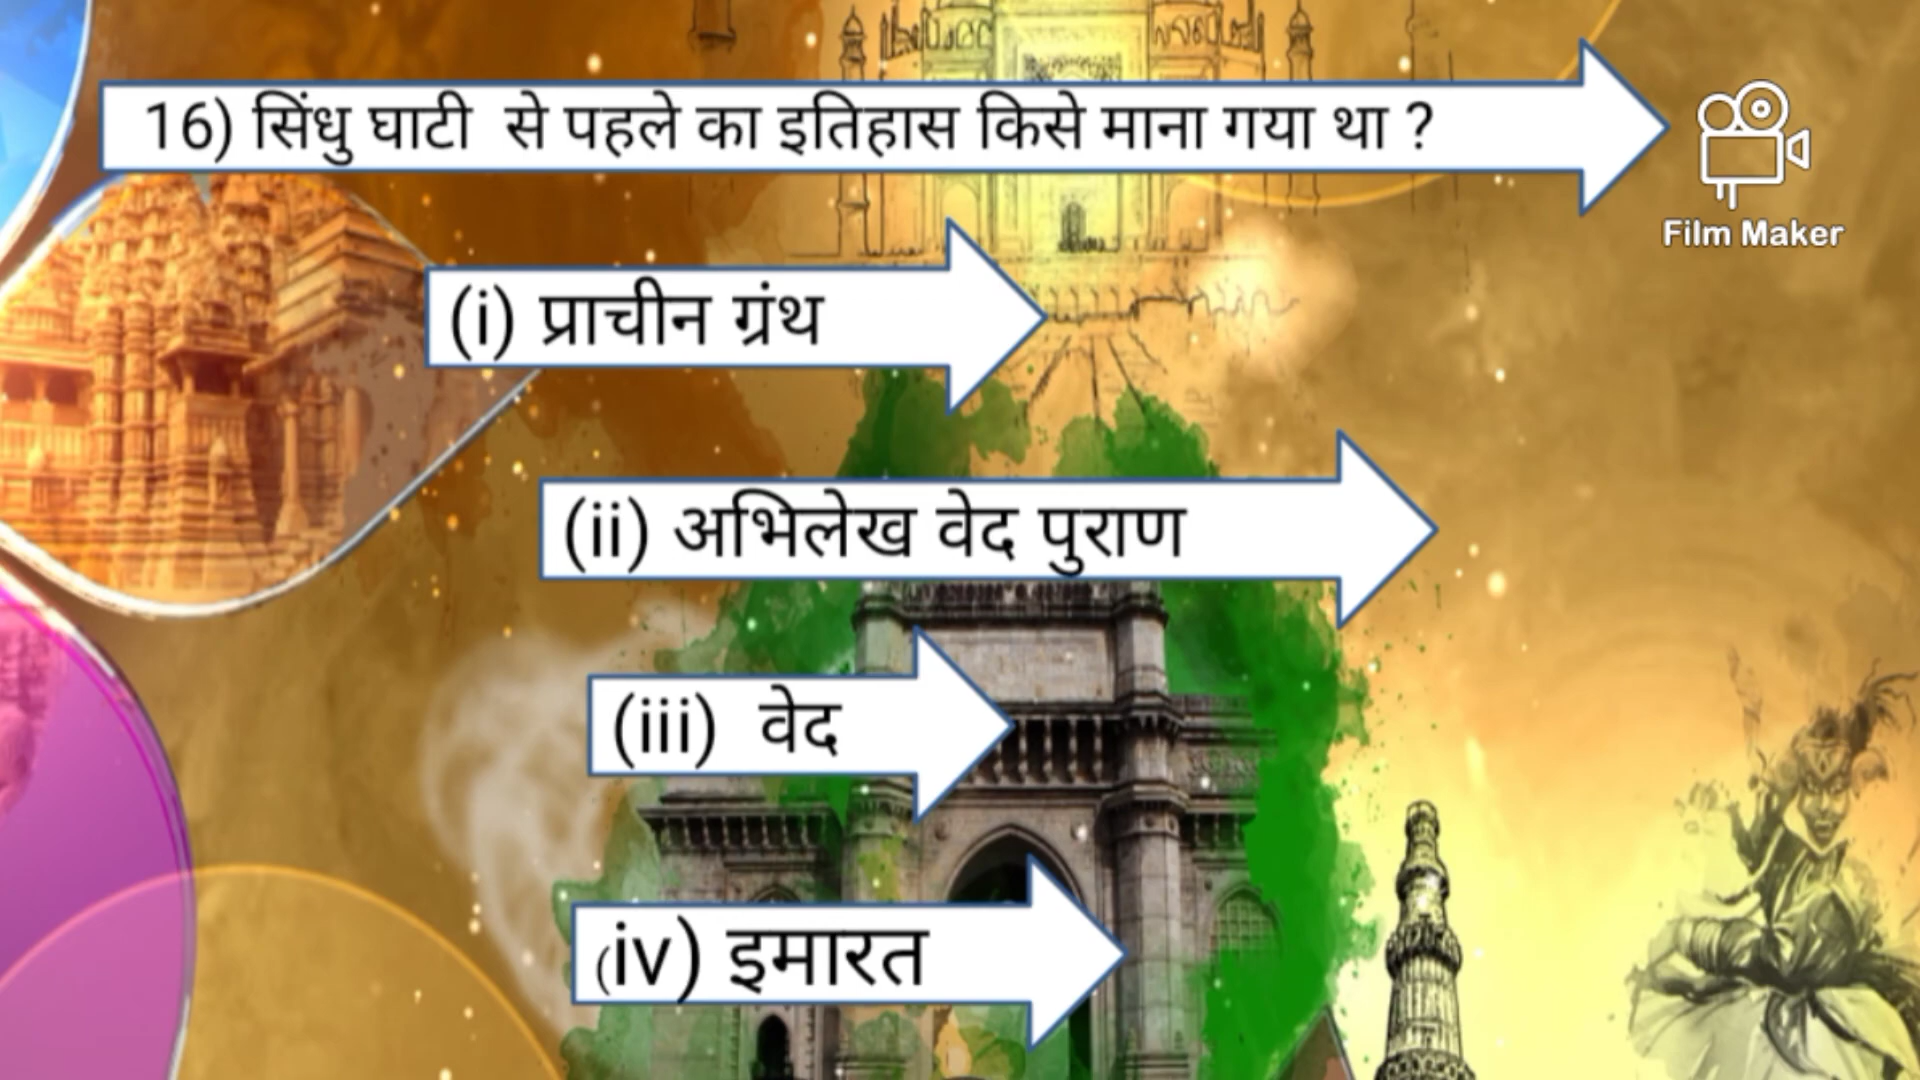 16) सिंधु घाटी से पहले का इतिहास किसे माना गया था ?
Film Maker
(i) प्राचीन ग्रंथ
(ii) अभिलेख वेद पुराण
(iii) वेद
(iv) इमारत